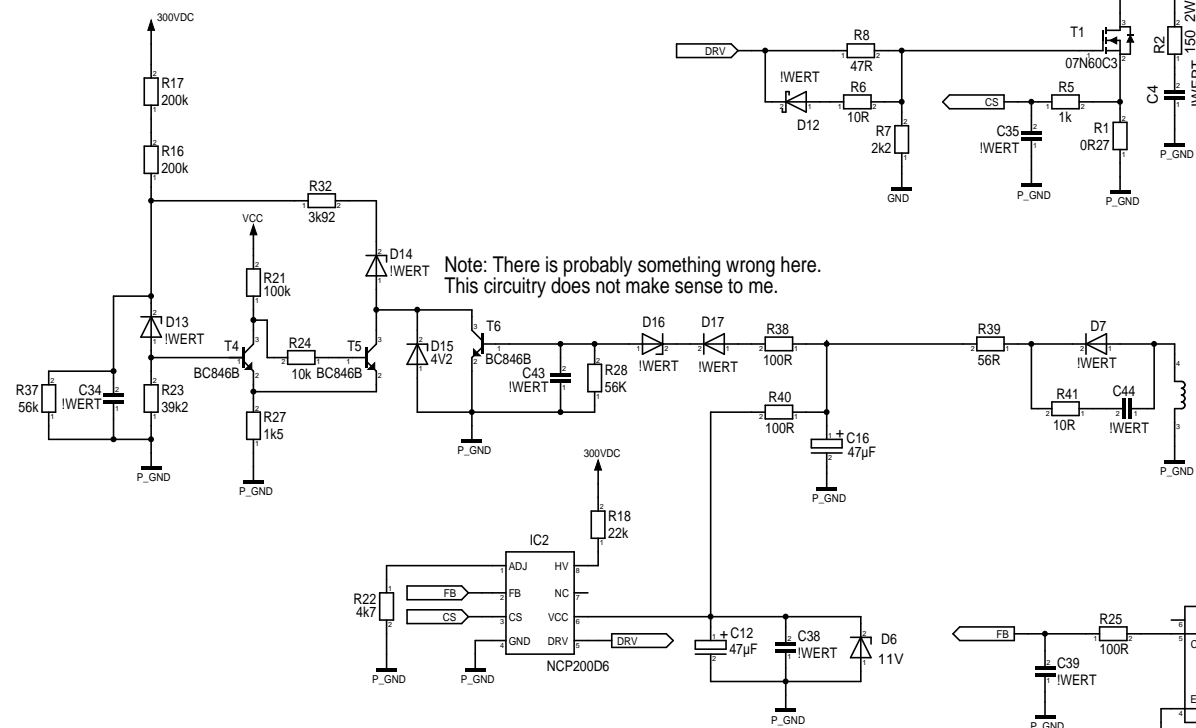 300VDC
R17
200k
R16
200k
R32
3k92
VCC
R21
100k
D14
!WERT
Note: There is probably something wrong here.
This circuitry does not make sense to me.
D13
!WERT
T4
BC846B
R24
10k
T5
BC846B
D15
4V2
T6
BC846B
C43
!WERT
R28
56K
D16
!WERT
D17
!WERT
R38
100R
R39
56R
D7
!WERT
R41
10R
C44
!WERT
R37
56k
C34
!WERT
R23
39k2
R27
1k5
R40
100R
C16
47µF
P_GND
P_GND
P_GND
P_GND
P_GND
DRV
R8
47R
!WERT
D12
R6
10R
R7
2k2
GND
T1
07N60C3
CS
R5
1k
C35
!WERT
R1
0R27
P_GND
P_GND
R2
150 2W
C4
!WERT
P_GND
300VDC
R18
22k
IC2
ADJ
HV
FB
NC
CS
VCC
GND
DRV
NCP200D6
R22
4k7
FB
CS
DRV
P_GND
P_GND
C12
47µF
C38
!WERT
D6
11V
P_GND
FB
R25
100R
C39
!WERT
P_GND